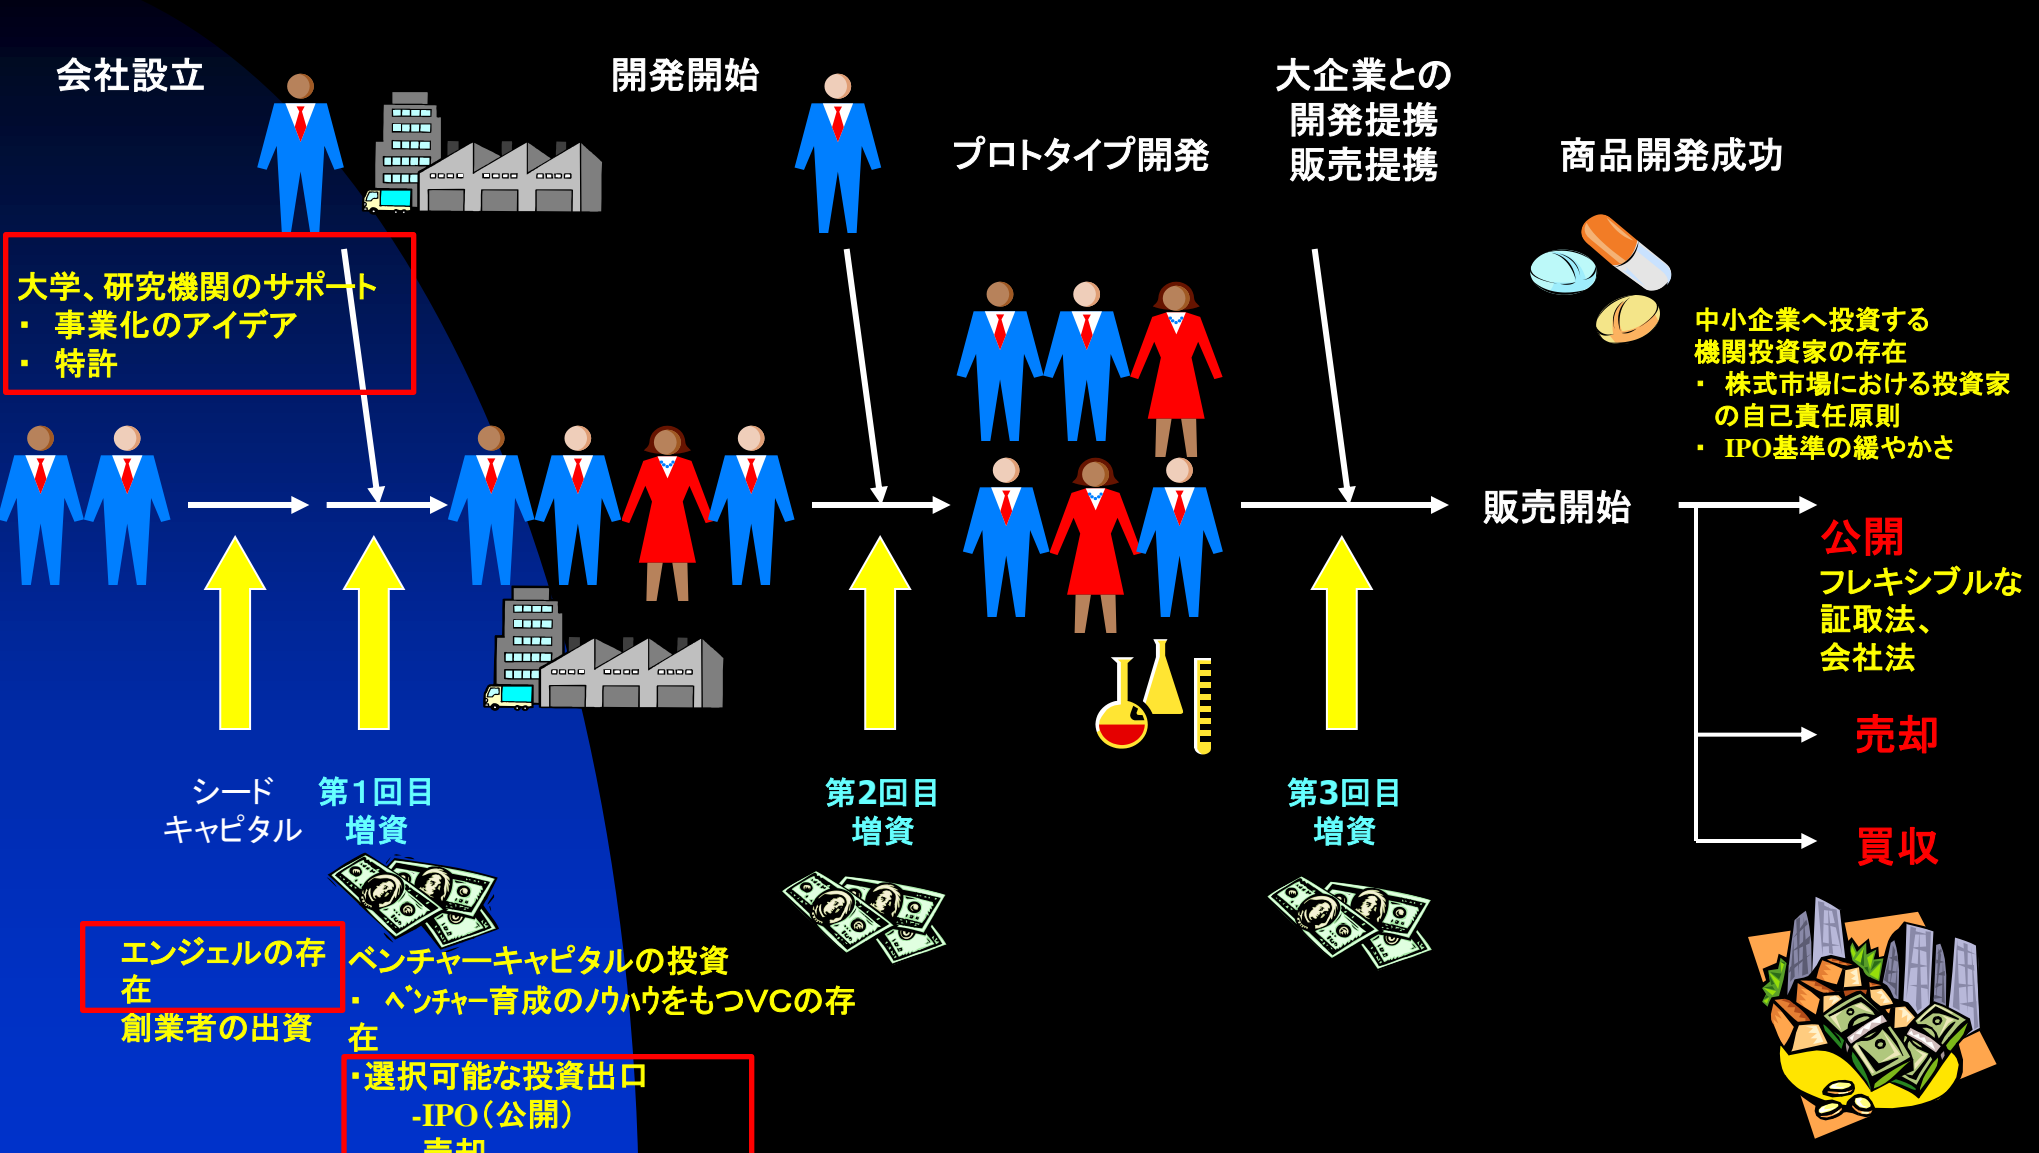 会社設立
開発開始
プロトタイプ開発
大企業との
開発提携
販売提携
商品開発成功
大学、研究機関のサポート
・ 事業化のアイデア
・ 特許
中小企業へ投資する
機関投資家の存在
・ 株式市場における投資家
の自己責任原則
・ IPO基準の緩やかさ
販売開始
公開
フレキシブルな
証取法、
会社法
売却
買収
シード
キャピタル
第１回目
増資
第2回目
増資
第3回目
増資
エンジェルの存
在
創業者の出資
ベンチャーキャピタルの投資
・ ﾍﾞﾝﾁｬｰ育成のﾉｳﾊｳをもつVCの存
在
・選択可能な投資出口
-IPO（公開）
売却